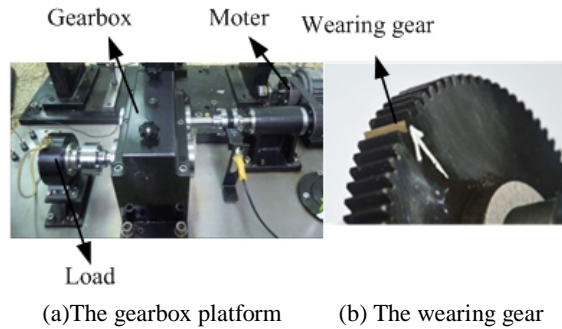 Gearbox
Moter
Wearing gear
Load
(a)The gearbox platform
(b) The wearing gear